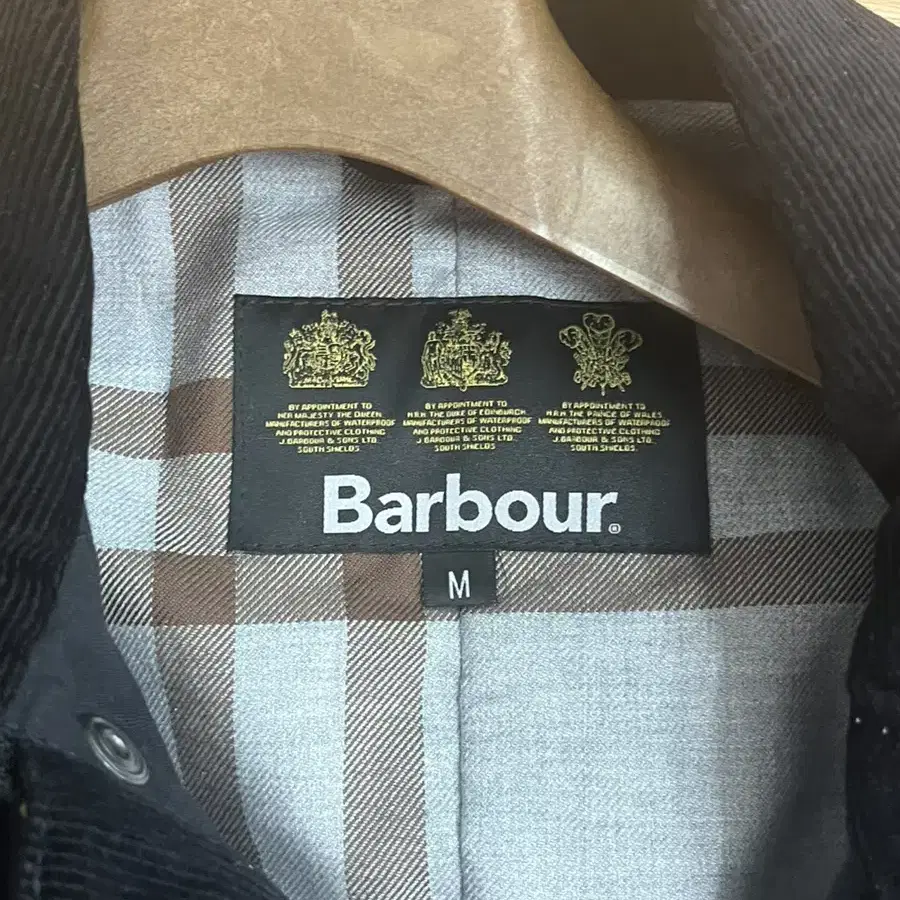 BY APPOINTMENT TO
HER MAJESTY THE QUEEN
MANUFACTURERS OF WATERPROOF
AND PROTECTIVE CLOTHING
J. BARBOUR & SONS LTD.
SOUTH SHIELDS.
BY APPOINTMENT TO
H.R.H. THE DUKE OF EDINBURGH
MANUFACTURERS OF WATERPROOF
AND PROTECTIVE CLOTHING
J. BARBOUR & SONS LTD.
SOUTH SHIELDS
BY APPOINTMENT TO
H.R.H. THE PRINCE OF WALES
MANUFACTURERS OF WATERPROOF
AND PROTECTIVE CLOTHING
J. BARBOUR & SONS LTD.
SOUTH SHIELDS.
Barbour®
M